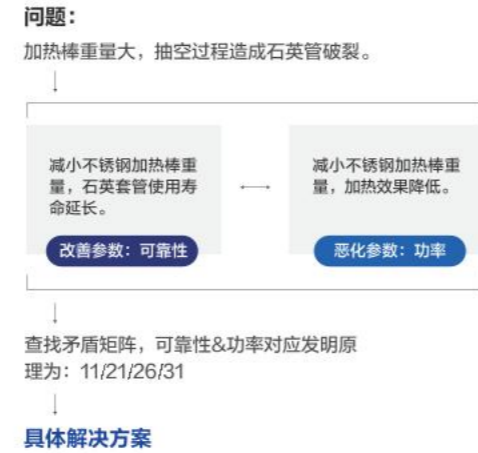 问题：
加热棒重量大，抽空过程造成石英管破裂。
减小不锈钢加热棒重
量，石英套管使用寿
命延长。
改善参数：可靠性
减小不锈钢加热棒重
量，加热效果降低。
恶化参数：功率
查找矛盾矩阵，可靠性&功率对应发明原
理为：11/21/26/31
具体解决方案